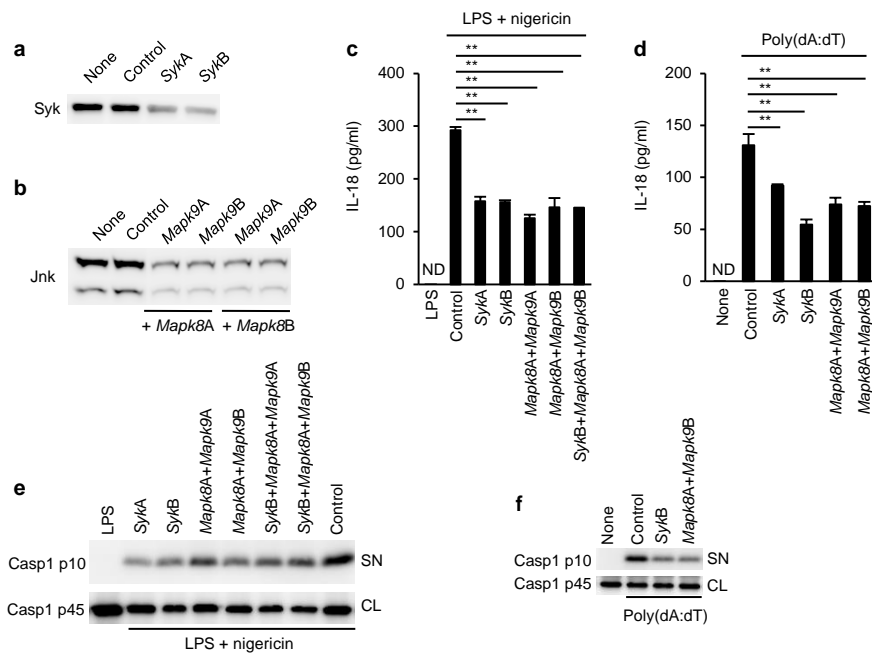 a
None
Control
SykA
SykB
Syk
b
None
Control
Mapk9A
Mapk9B
Mapk9A
Mapk9B
Jnk
+ Mapk8A
+ Mapk8B
c
LPS + nigericin
**
**
**
**
**
400
300
200
100
0
IL-18 (pg/ml)
ND
LPS
Control
SykA
SykB
Mapk8A+Mapk9A
Mapk8A+Mapk9B
SykB+Mapk8A+Mapk9B
d
Poly(dA:dT)
**
**
**
**
200
150
100
50
0
IL-18 (pg/ml)
ND
None
Control
SykA
SykB
Mapk8A+Mapk9A
Mapk8A+Mapk9B
e
LPS
SykA
SykB
Mapk8A+Mapk9A
Mapk8A+Mapk9B
SykB+Mapk8A+Mapk9A
SykB+Mapk8A+Mapk9B
Control
Casp1 p10
SN
Casp1 p45
CL
LPS + nigericin
f
None
Control
SykB
Mapk8A+Mapk9B
Casp1 p10
SN
Casp1 p45
CL
Poly(dA:dT)